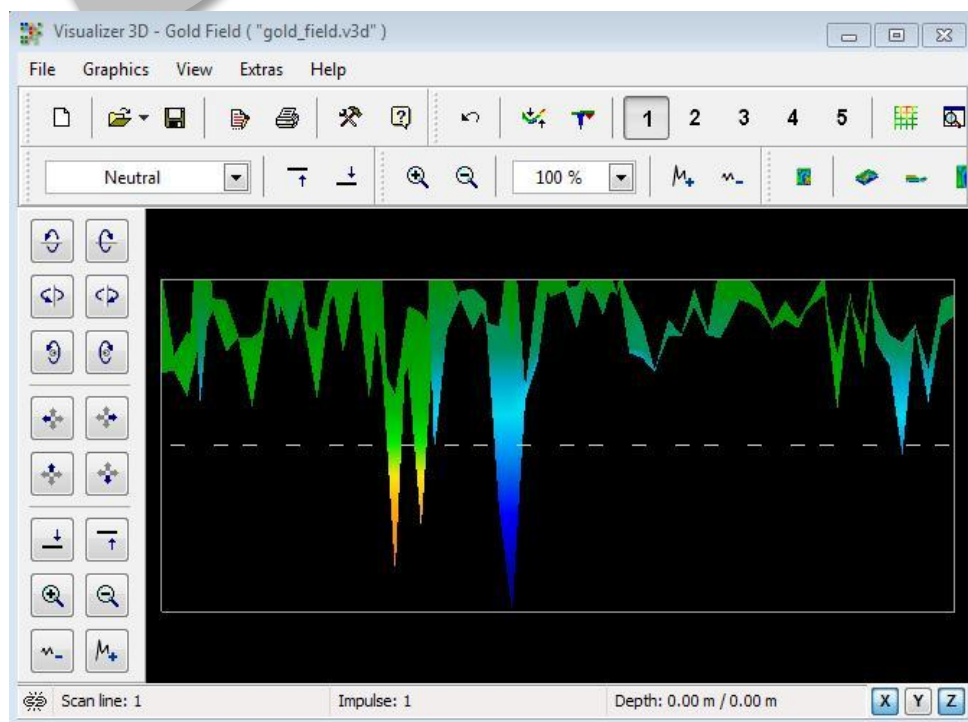 Visualizer 3D - Gold Field ( "gold_field.v3d" )
File Graphics View Extras Help
1 2 3 4 5
Neutral 100 %
Scan line: 1 Impulse: 1 Depth: 0.00 m / 0.00 m X Y Z